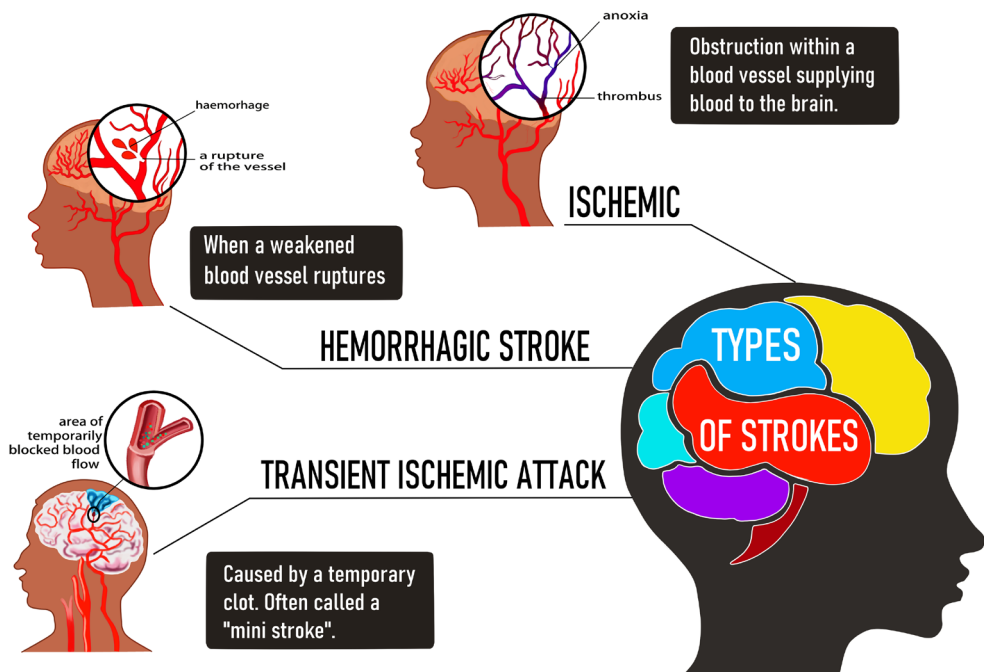 anoxia
thrombus
Obstruction within a
blood vessel supplying
blood to the brain.
ISCHEMIC
haemorhage
a rupture
of the vessel
When a weakened
blood vessel ruptures
HEMORRHAGIC STROKE
TYPES
OF STROKES
area of
temporarily
blocked blood
flow
TRANSIENT ISCHEMIC ATTACK
Caused by a temporary
clot. Often called a
"mini stroke".